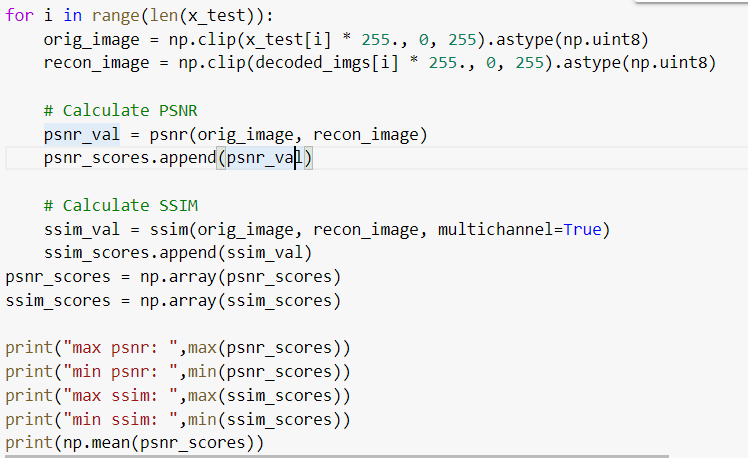 for i in range(len(x_test)):
    orig_image = np.clip(x_test[i] * 255., 0, 255).astype(np.uint8)
    recon_image = np.clip(decoded_imgs[i] * 255., 0, 255).astype(np.uint8)

    # Calculate PSNR
    psnr_val = psnr(orig_image, recon_image)
    psnr_scores.append(psnr_val)

    # Calculate SSIM
    ssim_val = ssim(orig_image, recon_image, multichannel=True)
    ssim_scores.append(ssim_val)
psnr_scores = np.array(psnr_scores)
ssim_scores = np.array(ssim_scores)

print("max psnr: ",max(psnr_scores))
print("min psnr: ",min(psnr_scores))
print("max ssim: ",max(ssim_scores))
print("min ssim: ",min(ssim_scores))
print(np.mean(psnr_scores))